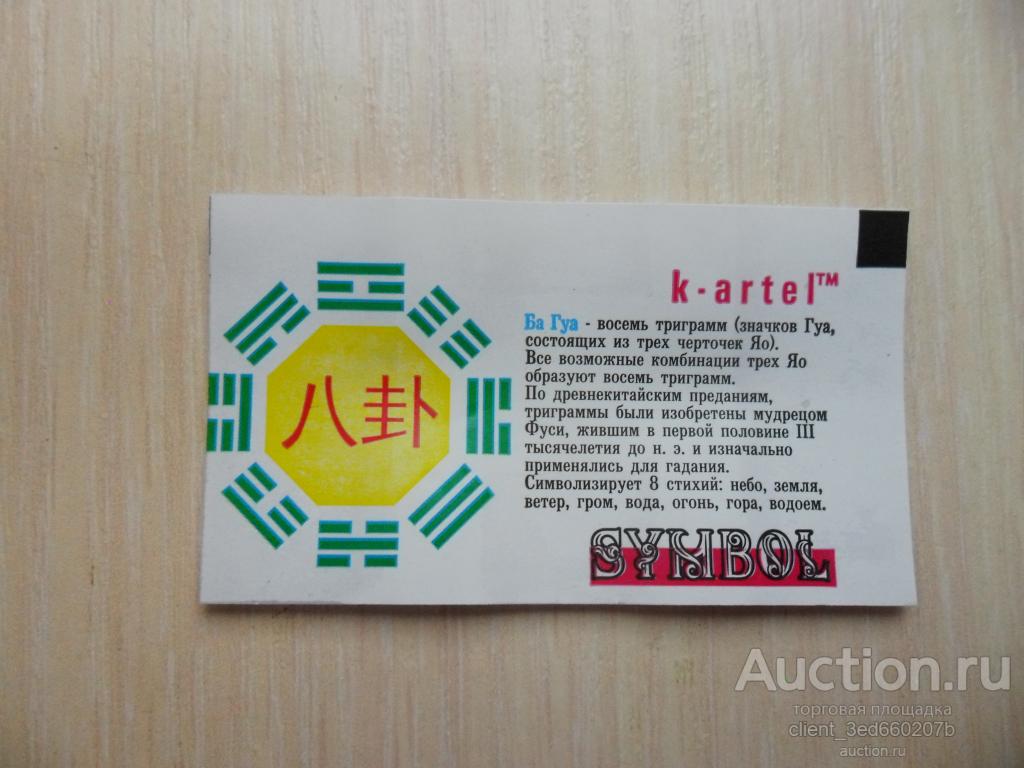 k-artel™
Ба Гуа - восемь триграмм (значков Гуа,
состоящих из трех черточек Яо).
Все возможные комбинации трех Яо
образуют восемь триграмм.
По древнекитайским преданиям,
триграммы были изобретены мудрецом
Фуси, жившим в первой половине III
тысячелетия до н. э. и изначально
применялись для гадания.
Символизирует 8 стихий: небо, земля,
ветер, гром, вода, огонь, гора, водоем.
八卦
SYMBOL
Auction.ru
торговая площадка
client_3ed660207b
auction.ru